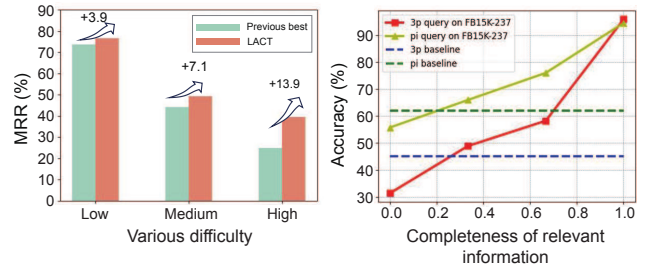 +3.9
Previous best
LACT
+7.1
+13.9
MRR (%)
90
80
70
60
50
40
30
20
10
0
Low Medium High
Various difficulty
3p query on FB15K-237
pi query on FB15K-237
3p baseline
pi baseline
Accuracy (%)
90
80
70
60
50
40
30
0.0 0.2 0.4 0.6 0.8 1.0
Completeness of relevant
information